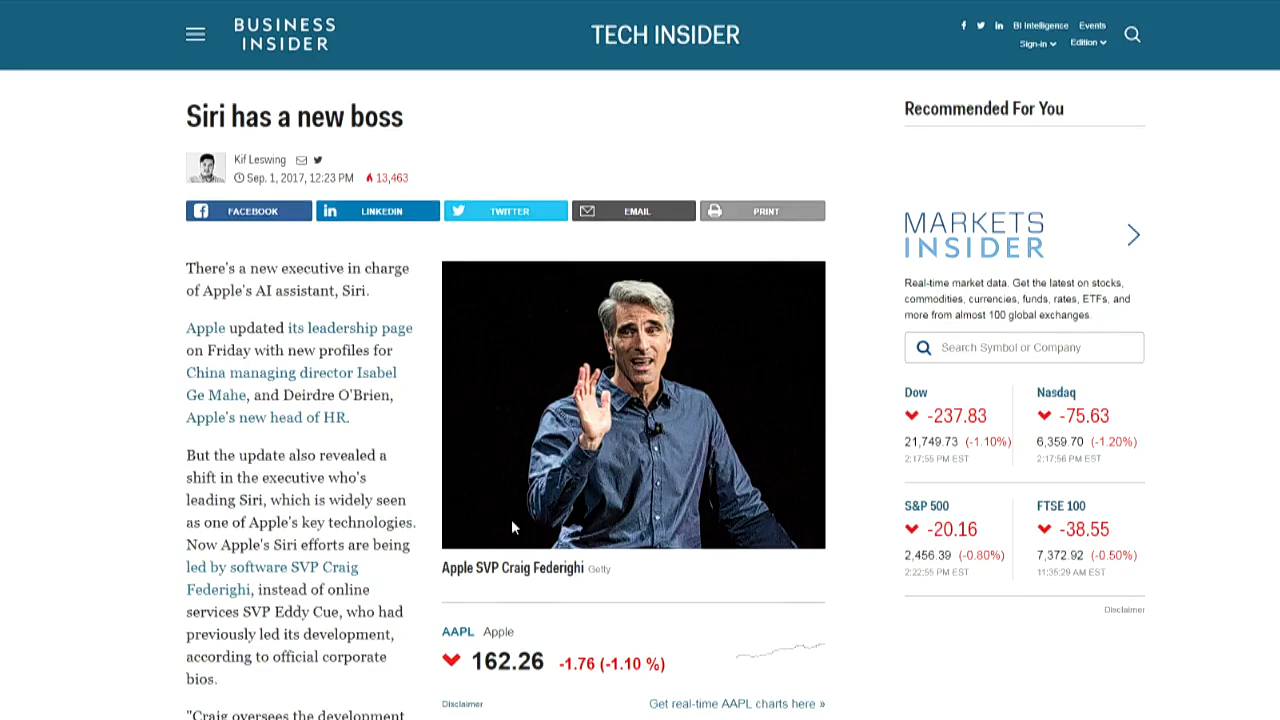 BUSINESS
INSIDER
TECH INSIDER
BI Intelligence Events
Sign-in Edition
Siri has a new boss
Kif Leswing
Sep. 1, 2017, 12:23 PM 13,463
FACEBOOK
LINKEDIN
TWITTER
EMAIL
PRINT
There's a new executive in charge
of Apple's AI assistant, Siri.
Apple updated its leadership page
on Friday with new profiles for
China managing director Isabel
Ge Mahe, and Deirdre O'Brien,
Apple's new head of HR.
But the update also revealed a
shift in the executive who's
leading Siri, which is widely seen
as one of Apple's key technologies.
Now Apple's Siri efforts are being
led by software SVP Craig
Federighi, instead of online
services SVP Eddy Cue, who had
previously led its development,
according to official corporate
bios.
"Craig oversees the development
Apple SVP Craig Federighi Getty
AAPL Apple
162.26 -1.76 (-1.10 %)
Disclaimer
Get real-time AAPL charts here »
Recommended For You
MARKETS
INSIDER
Real-time market data. Get the latest on stocks,
commodities, currencies, funds, rates, ETFs, and
more from almost 100 global exchanges.
Search Symbol or Company
Dow
-237.83
21,749.73 (-1.10%)
2:17:55 PM EST
Nasdaq
-75.63
6,359.70 (-1.20%)
2:17:56 PM EST
S&P 500
-20.16
2,456.39 (-0.80%)
2:22:55 PM EST
FTSE 100
-38.55
7,372.92 (-0.50%)
11:35:29 AM EST
Disclaimer